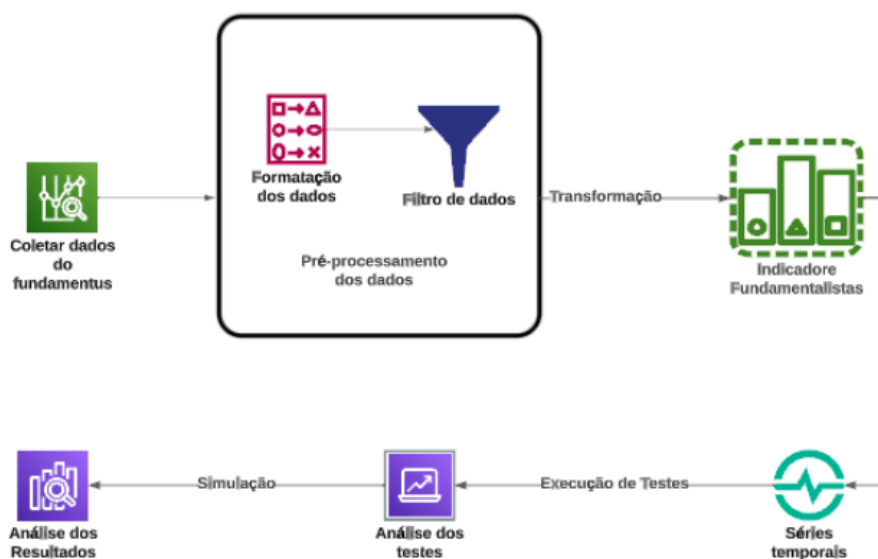 Formatação
dos dados
Filtro de dados
Transformação
Coletar dados
do
fundamentus
Pré-processamento
dos dados
Indicadore
Fundamentalistas
Simulação
Execução de Testes
Análise dos
Resultados
Análise dos
testes
Séries
temporais